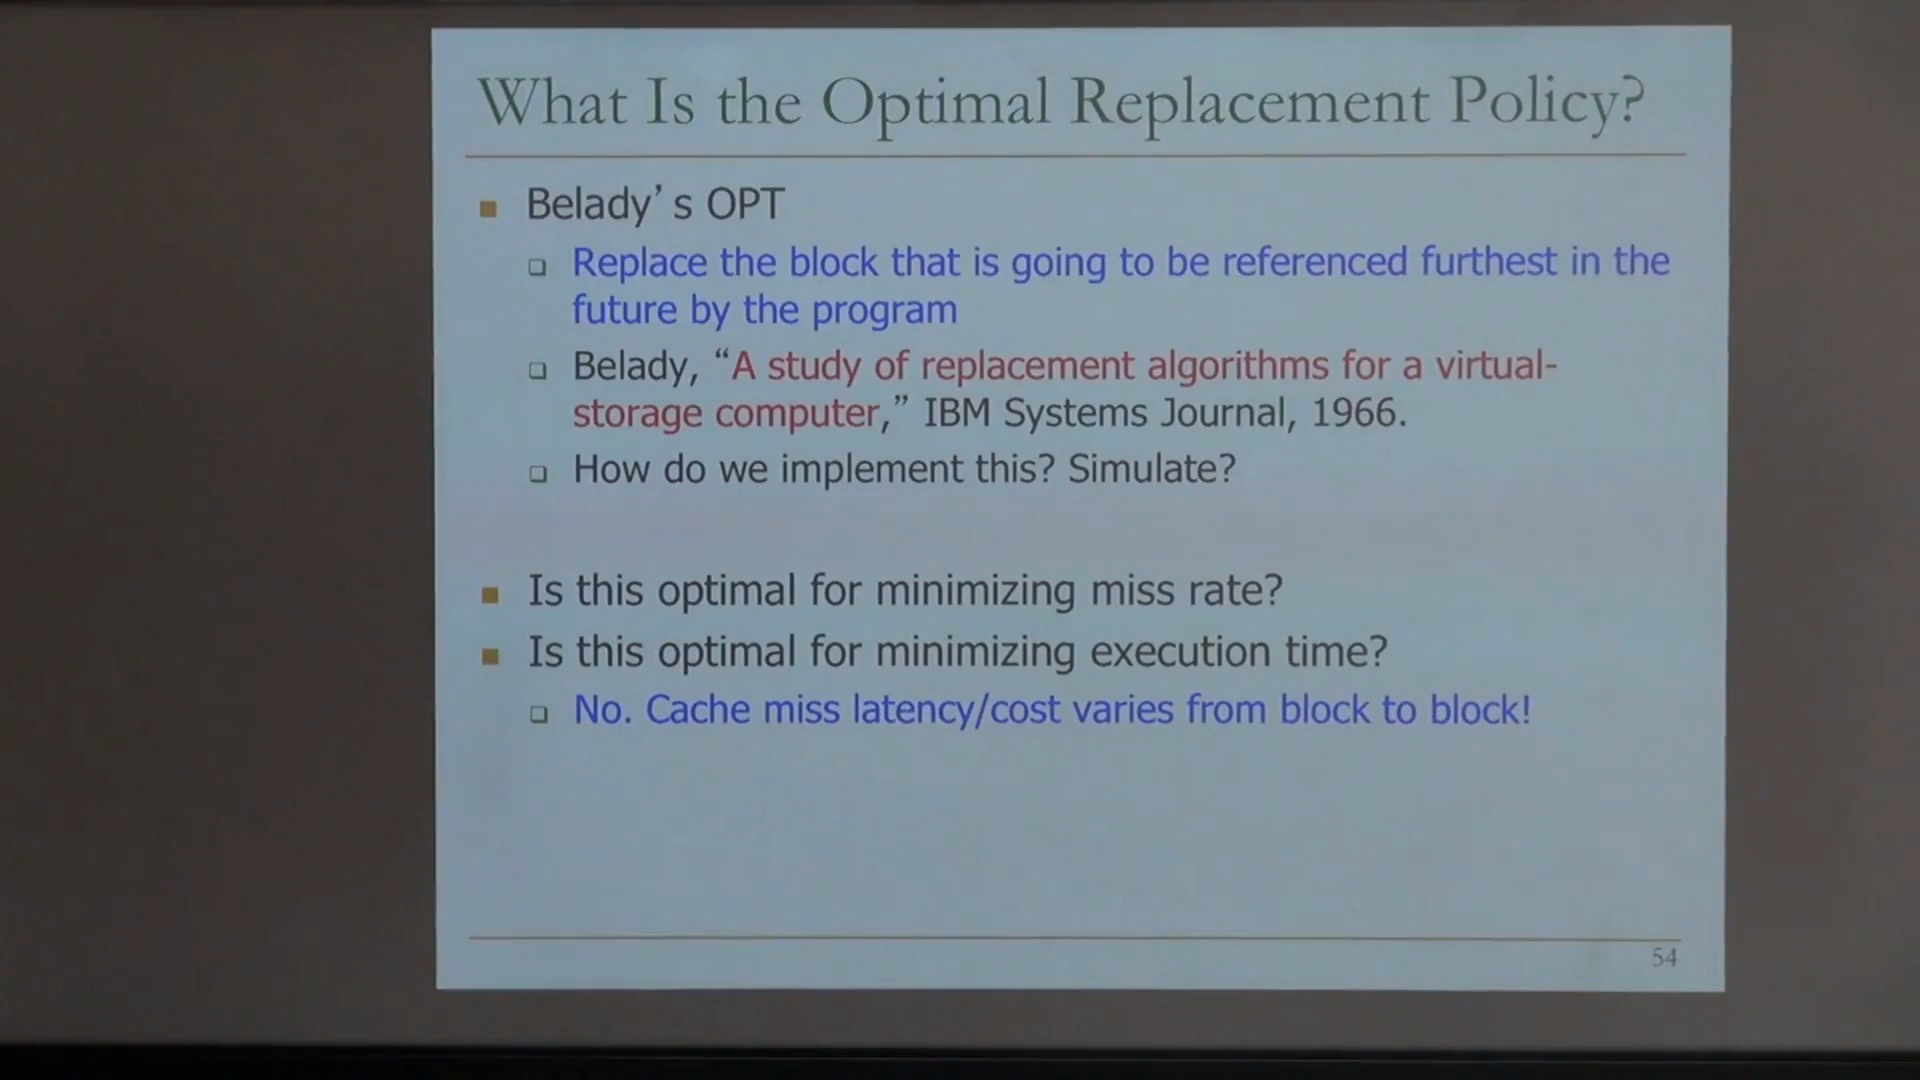 What Is the Optimal Replacement Policy?
Belady’s OPT
Replace the block that is going to be referenced furthest in the
future by the program
Belady, “A study of replacement algorithms for a virtual-
storage computer,” IBM Systems Journal, 1966.
How do we implement this? Simulate?
Is this optimal for minimizing miss rate?
Is this optimal for minimizing execution time?
No. Cache miss latency/cost varies from block to block!
54